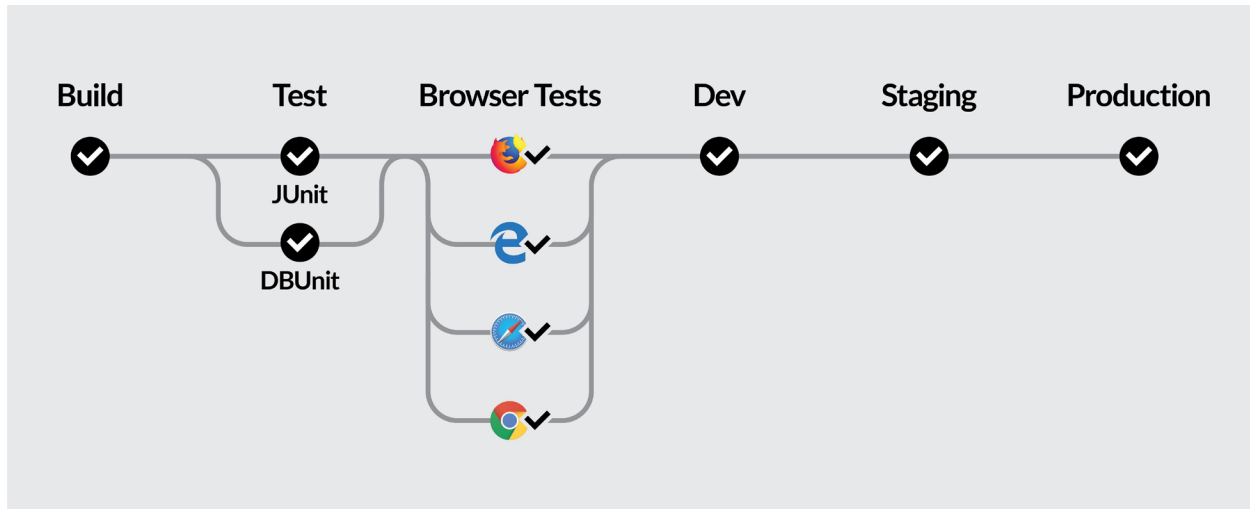 Build
Test
Browser Tests
Dev
Staging
Production
JUnit
DBUnit